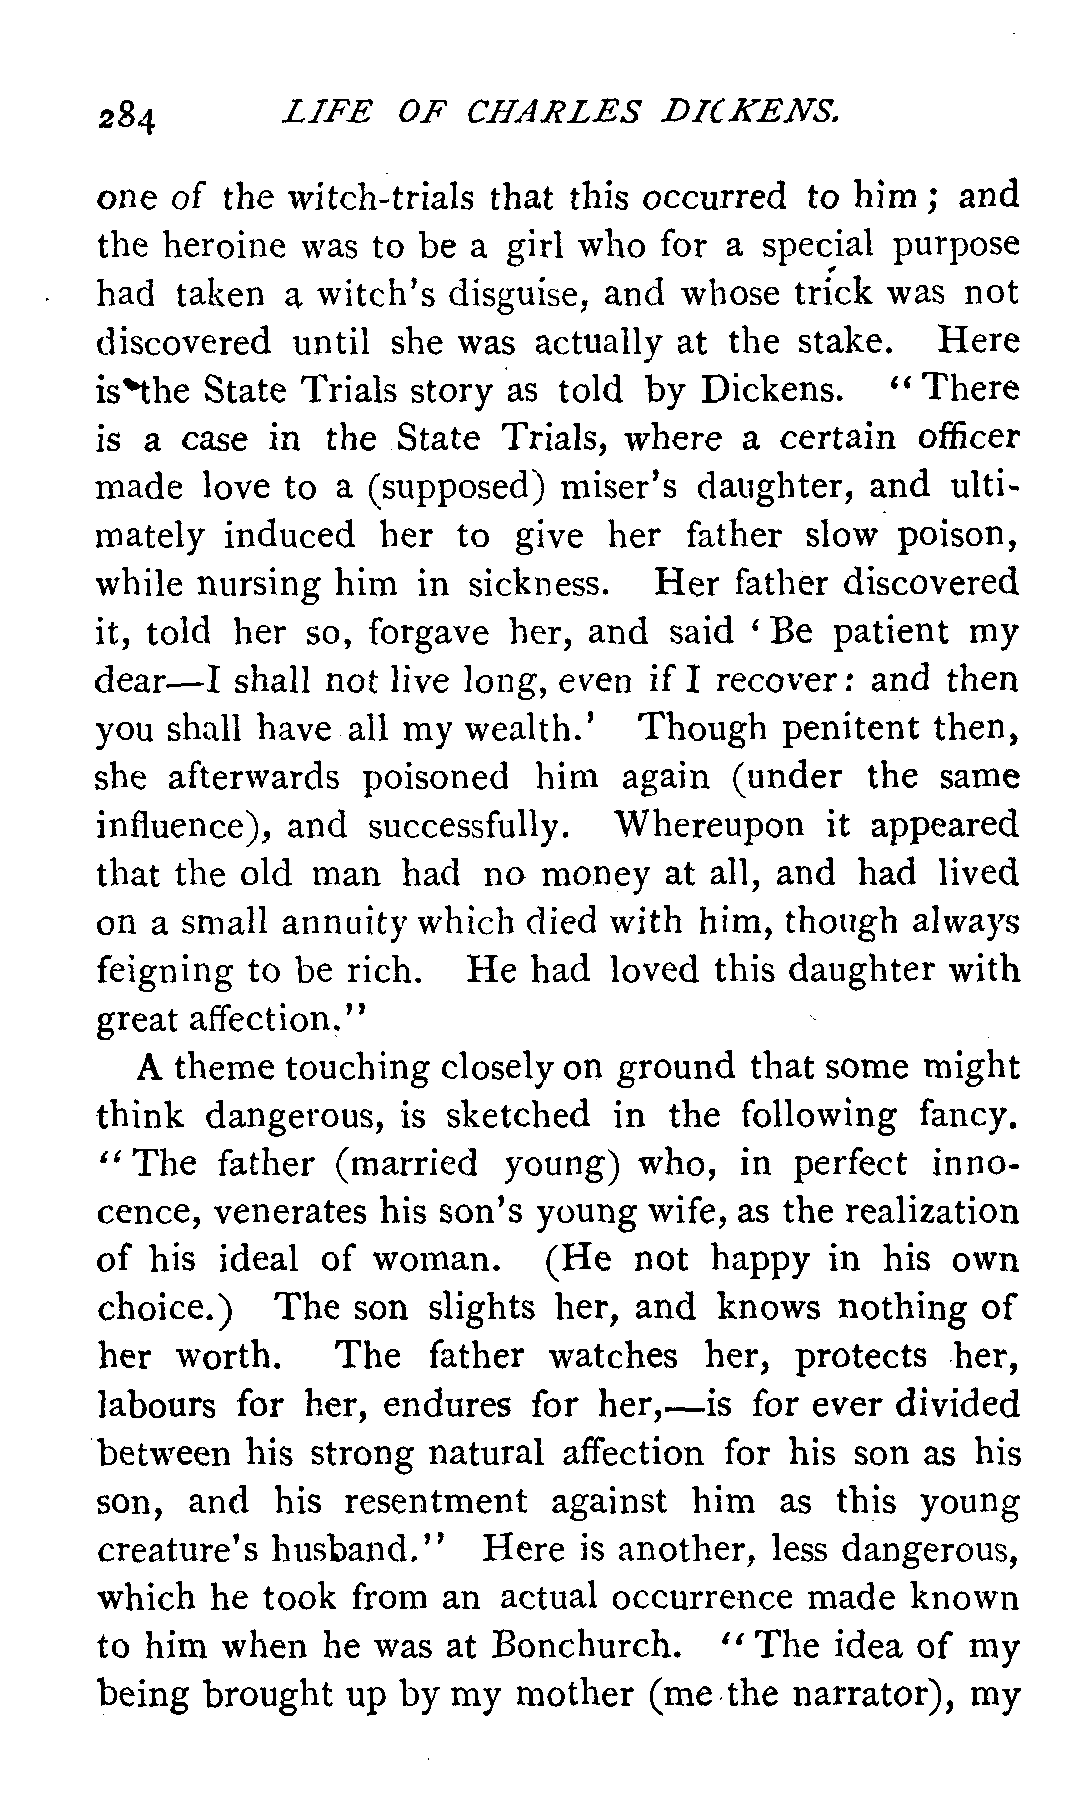 284 LIFE OF CHARLES DICKENS.
one of the witch-trials that this occurred to him; and
the heroine was to be a girl who for a special purpose
had taken a witch's disguise, and whose trick was not
discovered until she was actually at the stake. Here
is the State Trials story as told by Dickens. "There
is a case in the State Trials, where a certain officer
made love to a (supposed) miser's daughter, and ulti-
mately induced her to give her father slow poison,
while nursing him in sickness. Her father discovered
it, told her so, forgave her, and said 'Be patient my
dear—I shall not live long, even if I recover: and then
you shall have all my wealth.' Though penitent then,
she afterwards poisoned him again (under the same
influence), and successfully. Whereupon it appeared
that the old man had no money at all, and had lived
on a small annuity which died with him, though always
feigning to be rich. He had loved this daughter with
great affection."
A theme touching closely on ground that some might
think dangerous, is sketched in the following fancy.
"The father (married young) who, in perfect inno-
cence, venerates his son's young wife, as the realization
of his ideal of woman. (He not happy in his own
choice.) The son slights her, and knows nothing of
her worth. The father watches her, protects her,
labours for her, endures for her,—is for ever divided
between his strong natural affection for his son as his
son, and his resentment against him as this young
creature's husband." Here is another, less dangerous,
which he took from an actual occurrence made known
to him when he was at Bonchurch. "The idea of my
being brought up by my mother (me the narrator), my